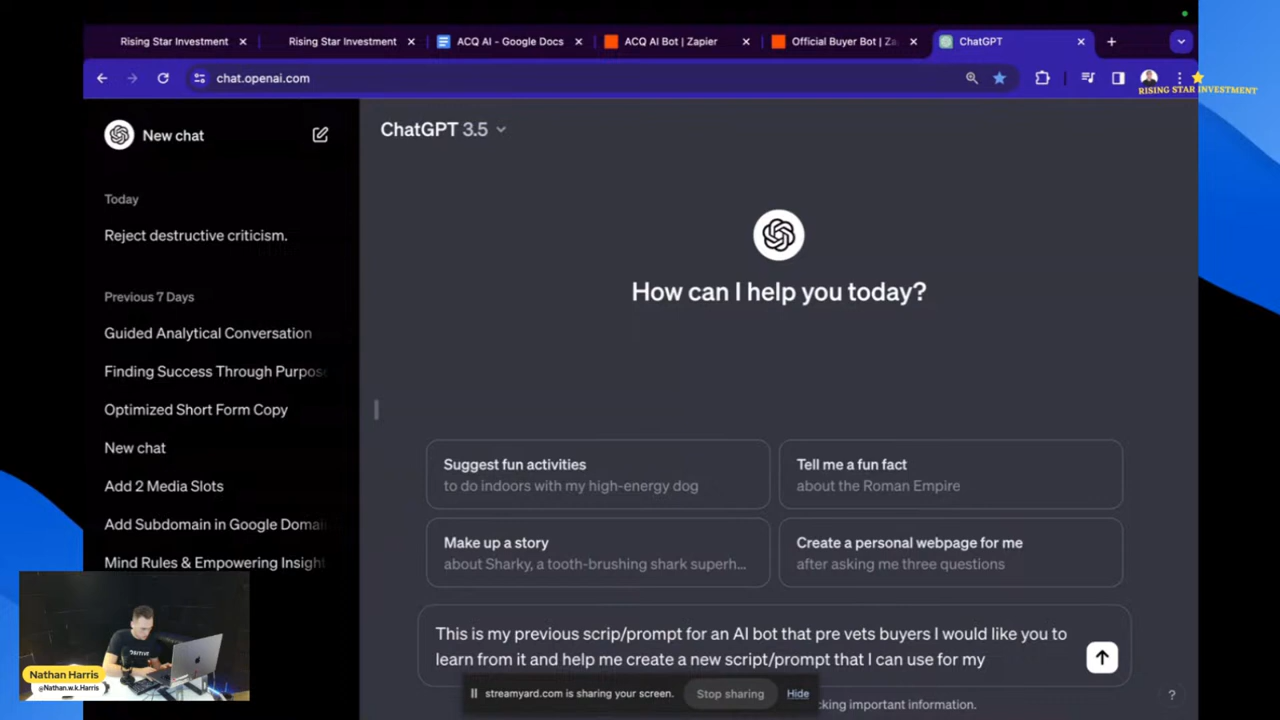 Rising Star Investment
Rising Star Investment
ACQ AI - Google Docs
ACQ AI Bot | Zapier
Official Buyer Bot | Za
ChatGPT
chat.openai.com
RISING STAR INVESTMENT
New chat
ChatGPT 3.5
Today
Reject destructive criticism.
Previous 7 Days
Guided Analytical Conversation
Finding Success Through Purpos
Optimized Short Form Copy
New chat
Add 2 Media Slots
Add Subdomain in Google Domai
Mind Rules & Empowering Insight
How can I help you today?
Suggest fun activities
to do indoors with my high-energy dog
Tell me a fun fact
about the Roman Empire
Make up a story
about Sharky, a tooth-brushing shark superh...
Create a personal webpage for me
after asking me three questions
This is my previous scrip/prompt for an AI bot that pre vets buyers I would like you to
learn from it and help me create a new script/prompt that I can use for my
streamyard.com is sharing your screen.
Stop sharing
Hide
cking important information.
?
Nathan Harris
@Nathan.w.k.Harris